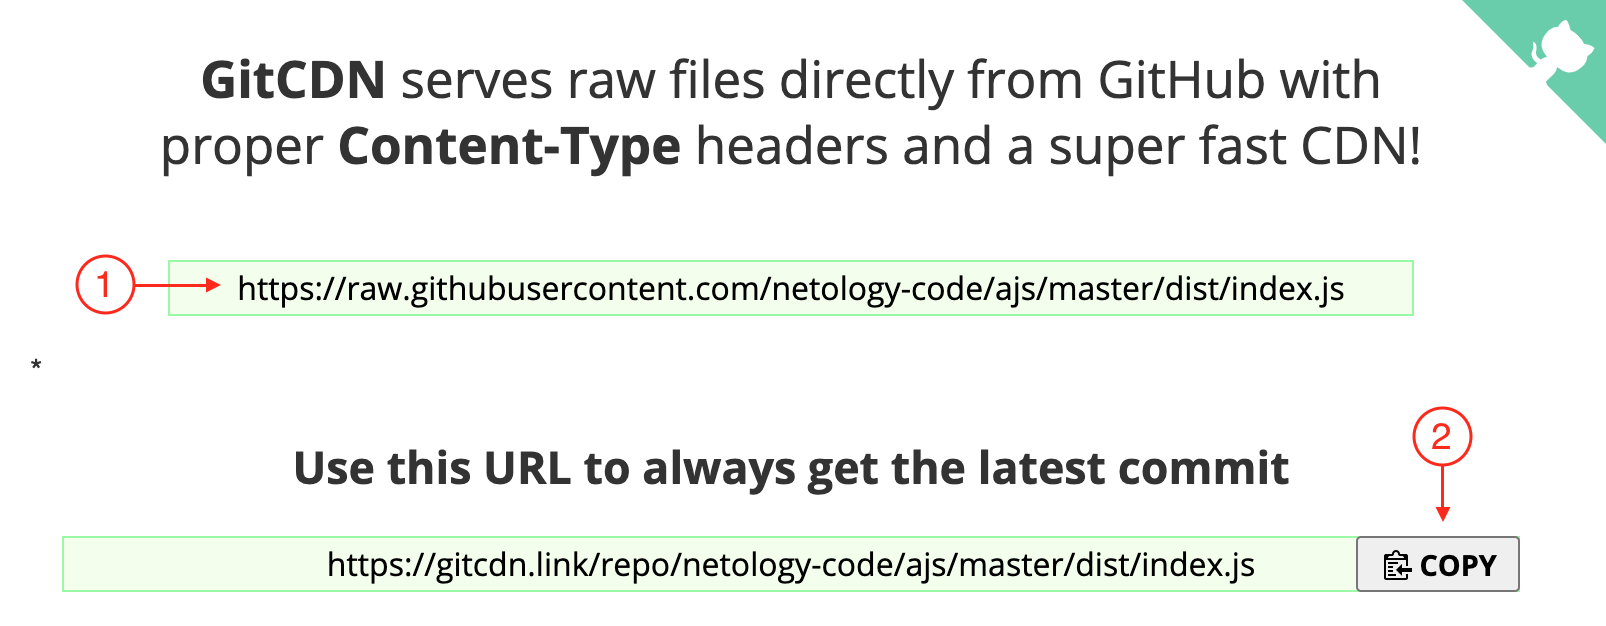 GitCDN serves raw files directly from GitHub with
proper Content-Type headers and a super fast CDN!
1
https://raw.githubusercontent.com/netology-code/ajs/master/dist/index.js
*
2
Use this URL to always get the latest commit
https://gitcdn.link/repo/netology-code/ajs/master/dist/index.js
COPY